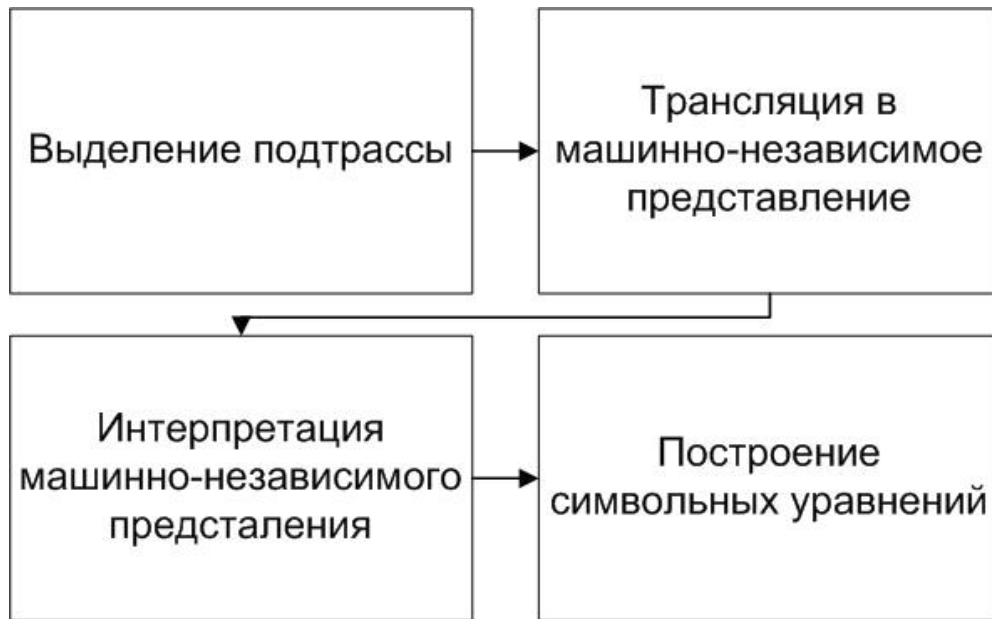 Выделение подтрассы
Трансляция в
машинно-независимое
представление
Интерпретация
машинно-независимого
предсталения
Построение
символьных уравнений